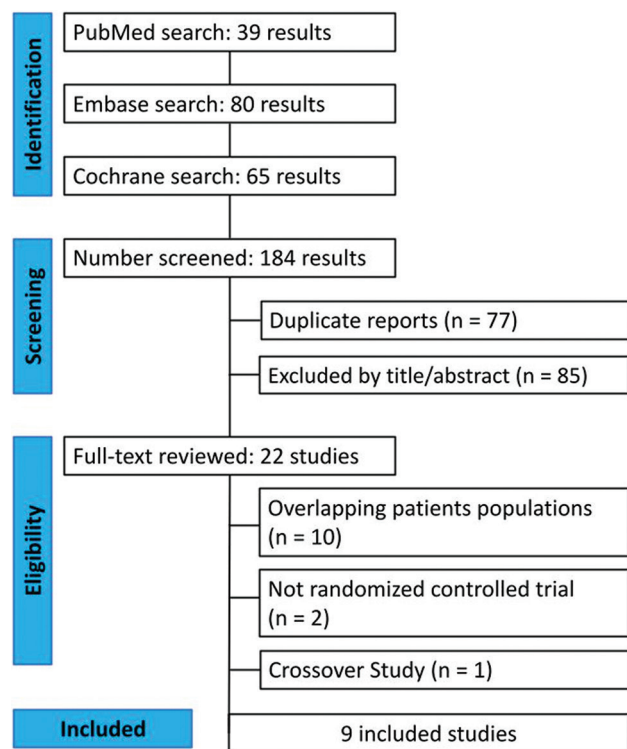 Identification
PubMed search: 39 results
Embase search: 80 results
Cochrane search: 65 results
Screening
Number screened: 184 results
Duplicate reports (n = 77)
Excluded by title/abstract (n = 85)
Eligibility
Full-text reviewed: 22 studies
Overlapping patients populations
(n = 10)
Not randomized controlled trial
(n = 2)
Crossover Study (n = 1)
Included
9 included studies